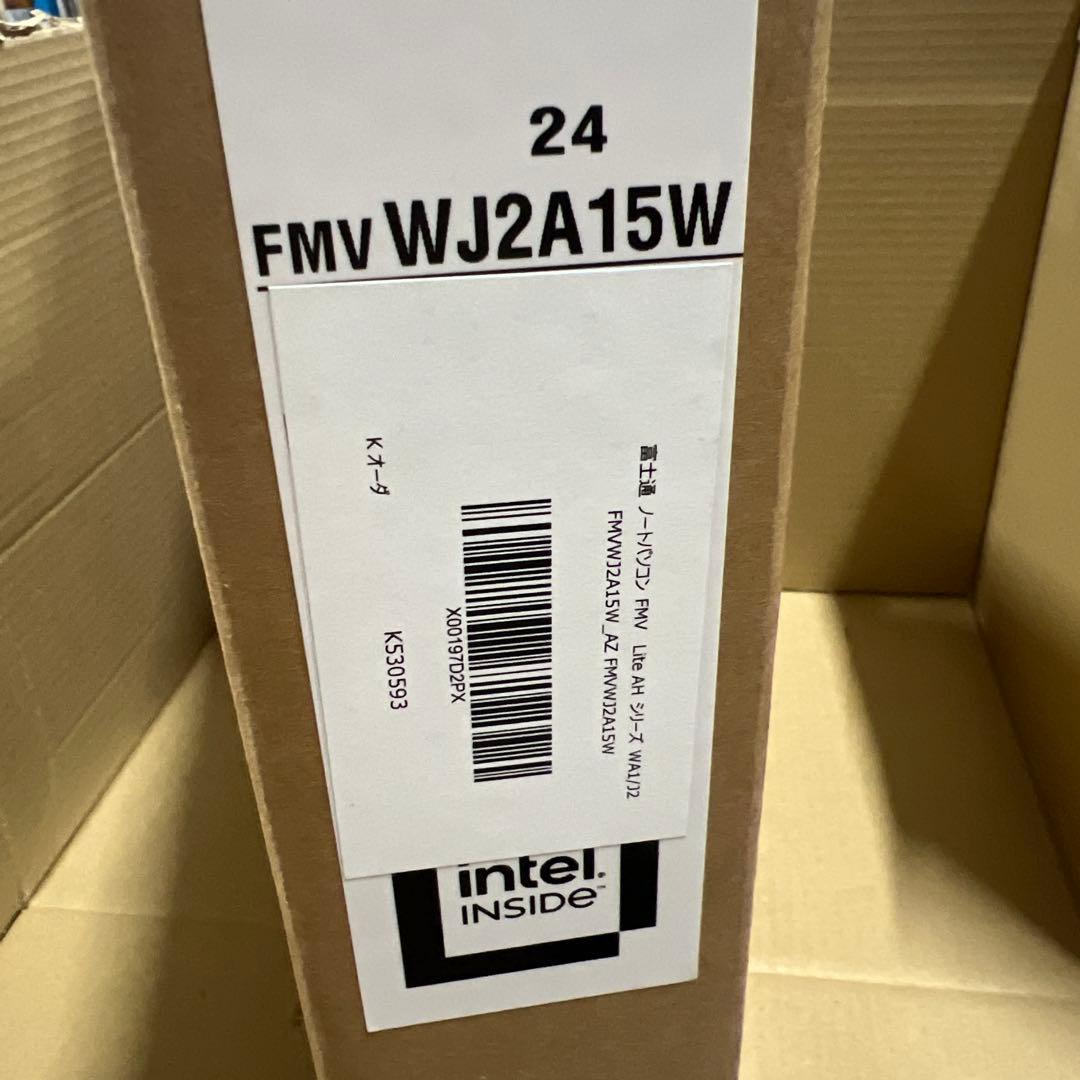 24
FMV WJ2A15W
富士通 ノートパソコン FMV Lite AH シリーズ WA1/J2
FMVWJ2A15W_AZ FMVWJ2A15W
X00197D2PX
Kオーダ
K530593
intel.
INSIDe™